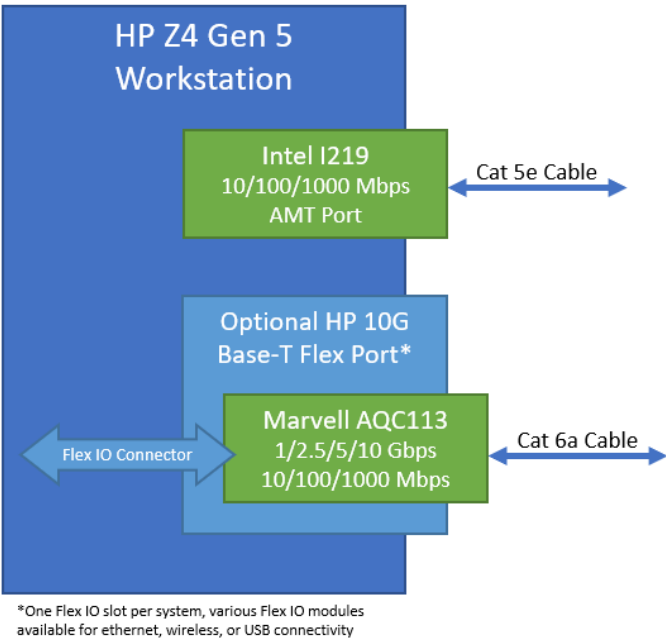 HP Z4 Gen 5
Workstation
Intel I219
10/100/1000 Mbps
AMT Port
Cat 5e Cable
Optional HP 10G
Base-T Flex Port*
Marvell AQC113
1/2.5/5/10 Gbps
10/100/1000 Mbps
Flex IO Connector
Cat 6a Cable
*One Flex IO slot per system, various Flex IO modules
available for ethernet, wireless, or USB connectivity